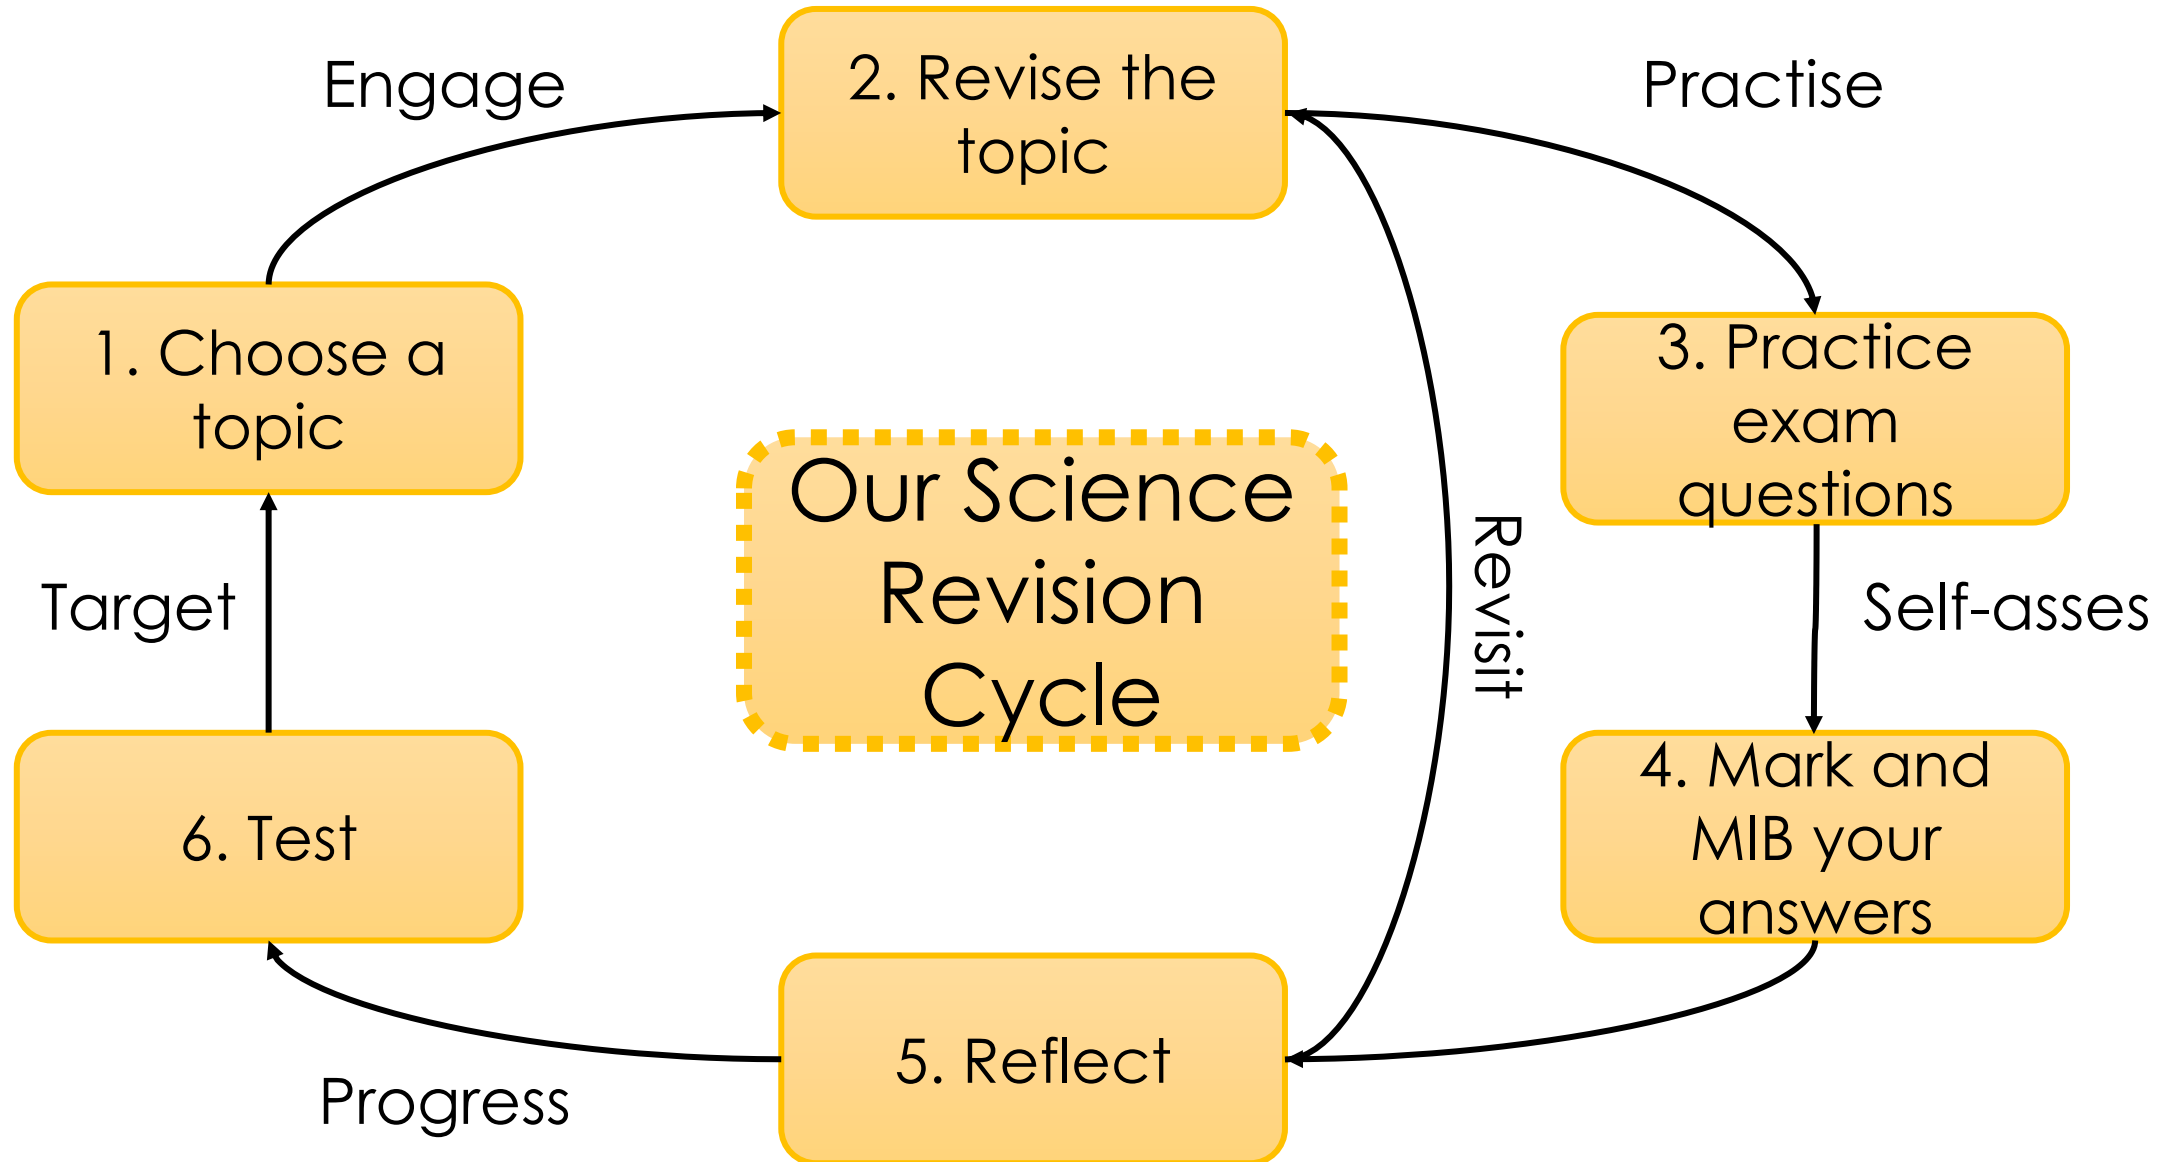 Engage
2. Revise the
topic
Practise
1. Choose a
topic
3. Practice
exam
questions
Our Science
Revision
Cycle
Revisit
Target
Self-asses
6. Test
4. Mark and
MIB your
answers
5. Reflect
Progress